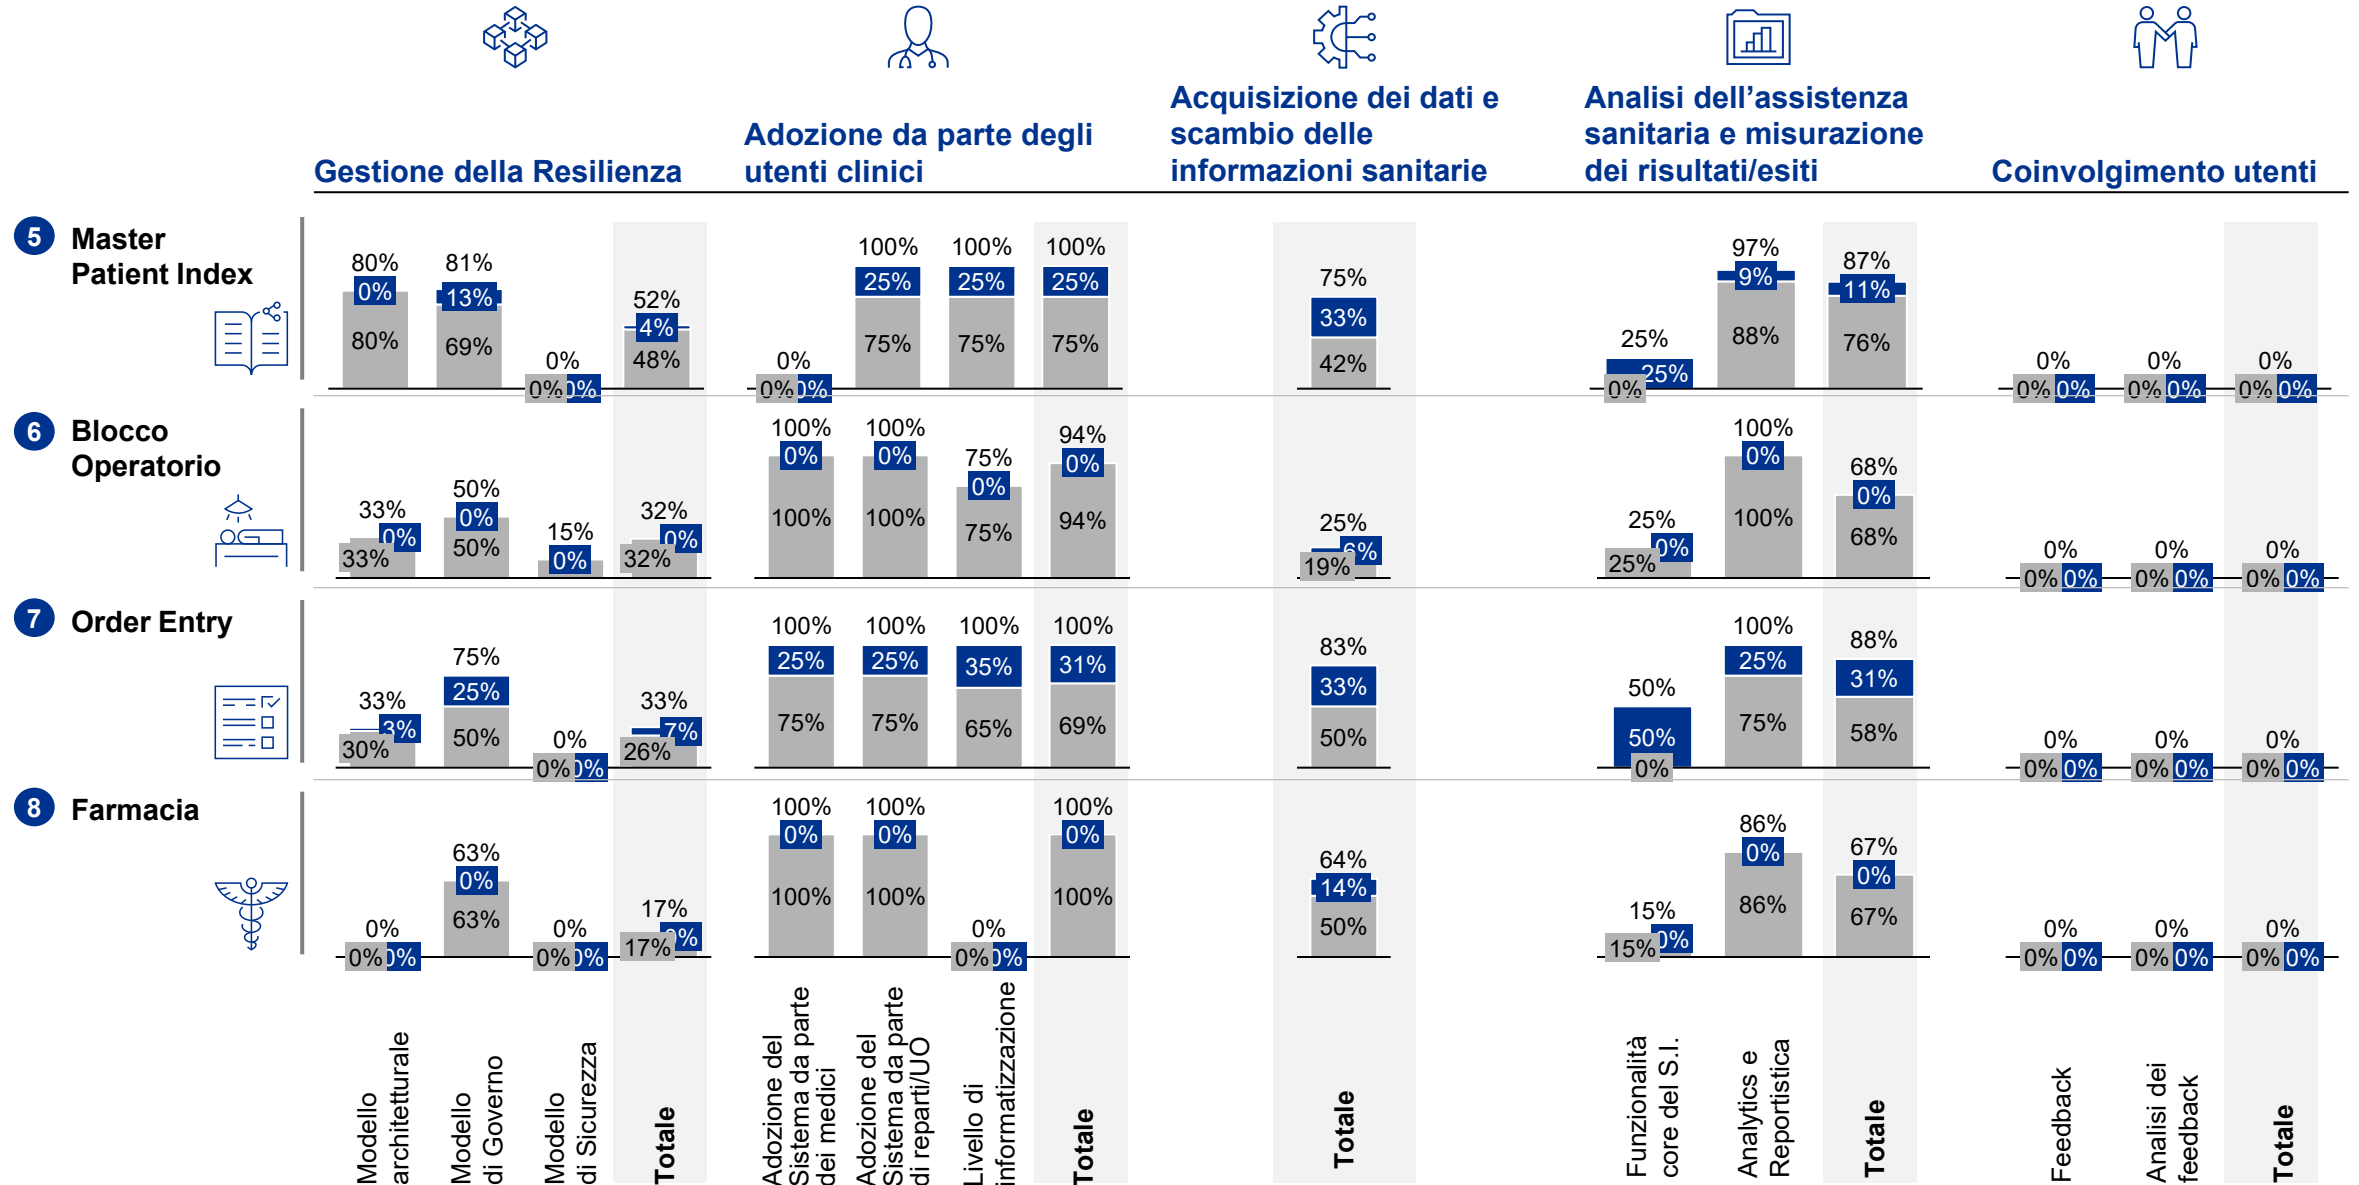 Gestione della Resilienza
Adozione da parte degli
utenti clinici
Acquisizione dei dati e
scambio delle
informazioni sanitarie
Analisi dell'assistenza
sanitaria e misurazione
dei risultati/esiti
Coinvolgimento utenti
5 Master
Patient Index
80% 81% 0% 52%
0% 13% 0% 4%
80% 69% 0% 48%
0% 100% 100% 100%
0% 25% 25% 25%
0% 75% 75% 75%
75%
33%
42%
25% 97% 87%
25% 9% 11%
0% 88% 76%
0% 0% 0%
0% 0% 0% 0% 0% 0%
6 Blocco
Operatorio
33% 50% 15% 32%
0% 0% 0% 0%
33% 50% 32%
100% 100% 75% 94%
0% 0% 0% 0%
100% 100% 75% 94%
25%
6%
19%
25% 100% 68%
0% 0% 0%
25% 100% 68%
0% 0% 0%
0% 0% 0% 0% 0% 0%
7 Order Entry
33% 75% 0% 33%
3% 25% 0% 7%
30% 50% 0% 26%
100% 100% 100% 100%
25% 25% 35% 31%
75% 75% 65% 69%
83%
33%
50%
50% 100% 88%
50% 25% 31%
0% 75% 58%
0% 0% 0%
0% 0% 0% 0% 0% 0%
8 Farmacia
0% 63% 0% 17%
0% 0% 0% 0%
0% 63% 0% 17%
100% 100% 0% 100%
0% 0% 0% 0%
100% 100% 0% 100%
64%
14%
50%
15% 86% 67%
0% 0% 0%
15% 86% 67%
0% 0% 0%
0% 0% 0% 0% 0% 0%
Modello
architetturale
Modello
di Governo
Modello
di Sicurezza
Totale
Adozione del
Sistema da parte
dei medici
Adozione del
Sistema da parte
di reparti/UO
Livello di
informatizzazione
Totale
Totale
Funzionalità
core del S.I.
Analytics e
Reportistica
Totale
Feedback
Analisi dei
feedback
Totale